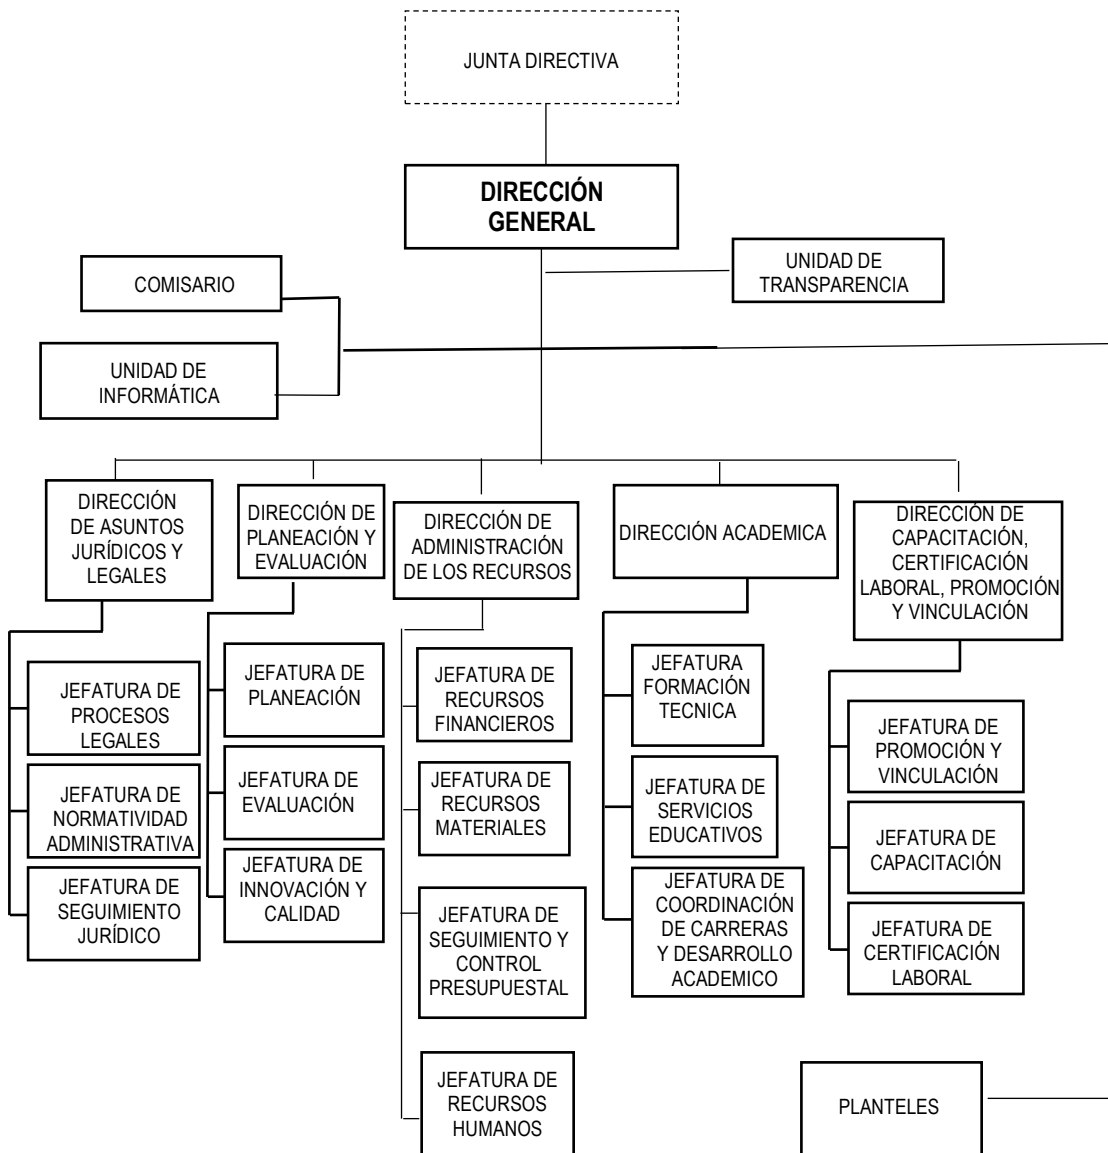 JUNTA DIRECTIVA
DIRECCIÓN
GENERAL
UNIDAD DE
TRANSPARENCIA
COMISARIO
UNIDAD DE
INFORMÁTICA
DIRECCIÓN
DE ASUNTOS
JURÍDICOS Y
LEGALES
DIRECCIÓN DE
PLANEACIÓN Y
EVALUACIÓN
DIRECCIÓN DE
ADMINISTRACIÓN
DE LOS RECURSOS
DIRECCIÓN ACADEMICA
DIRECCIÓN DE
CAPACITACIÓN,
CERTIFICACIÓN
LABORAL, PROMOCIÓN
Y VINCULACIÓN
JEFATURA DE
PROCESOS
LEGALES
JEFATURA DE
NORMATIVIDAD
ADMINISTRATIVA
JEFATURA DE
SEGUIMIENTO
JURÍDICO
JEFATURA DE
PLANEACIÓN
JEFATURA DE
EVALUACIÓN
JEFATURA DE
INNOVACIÓN Y
CALIDAD
JEFATURA DE
RECURSOS
FINANCIEROS
JEFATURA DE
RECURSOS
MATERIALES
JEFATURA DE
SEGUIMIENTO Y
CONTROL
PRESUPUESTAL
JEFATURA DE
RECURSOS
HUMANOS
JEFATURA
FORMACIÓN
TECNICA
JEFATURA DE
SERVICIOS
EDUCATIVOS
JEFATURA DE
COORDINACIÓN
DE CARRERAS
Y DESARROLLO
ACADEMICO
JEFATURA DE
PROMOCIÓN Y
VINCULACIÓN
JEFATURA DE
CAPACITACIÓN
JEFATURA DE
CERTIFICACIÓN
LABORAL
PLANTELES